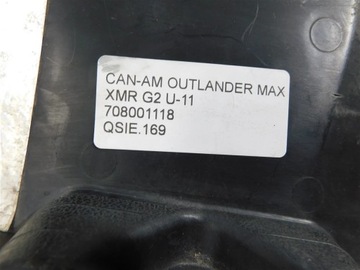 CAN-AM OUTLANDER MAX
XMR G2 U-11
708001118
QSIE.169